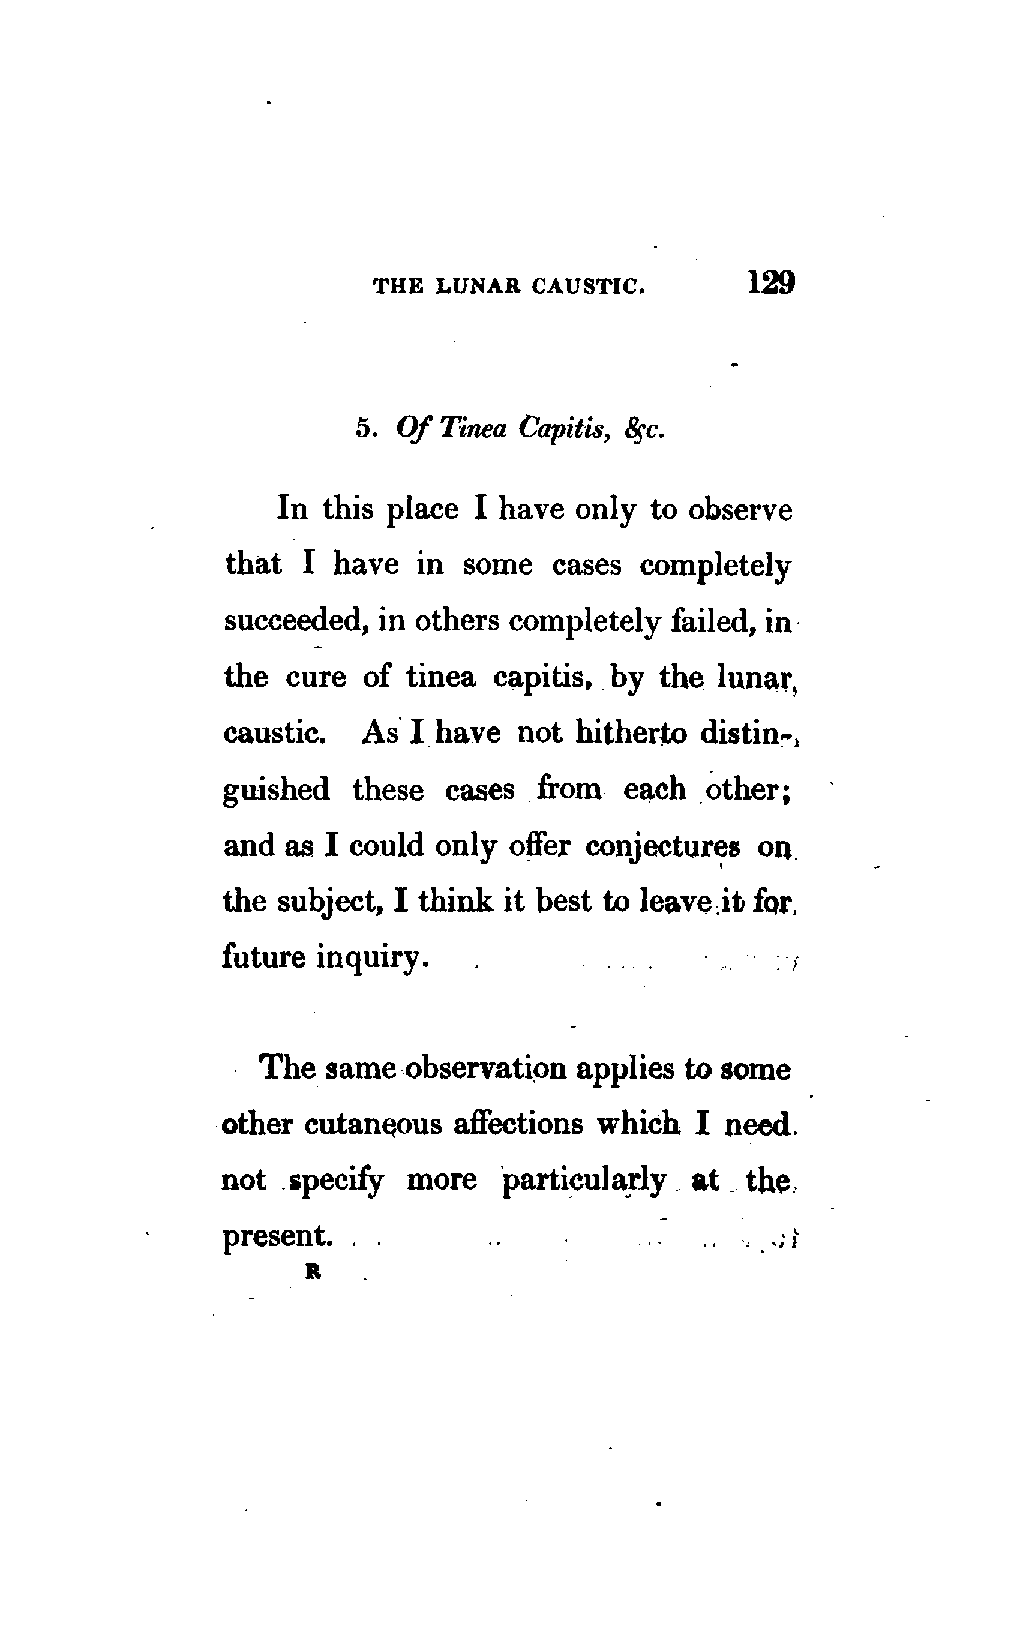 THE LUNAR CAUSTIC. 129
5. Of Tinea Capitis, &c.
In this place I have only to observe
that I have in some cases completely
succeeded, in others completely failed, in
the cure of tinea capitis, by the lunar
caustic. As I have not hitherto distin-
guished these cases from each other;
and as I could only offer conjectures on
the subject, I think it best to leave it for
future inquiry.
The same observation applies to some
other cutaneous affections which I need
not specify more particularly at the
present.
R